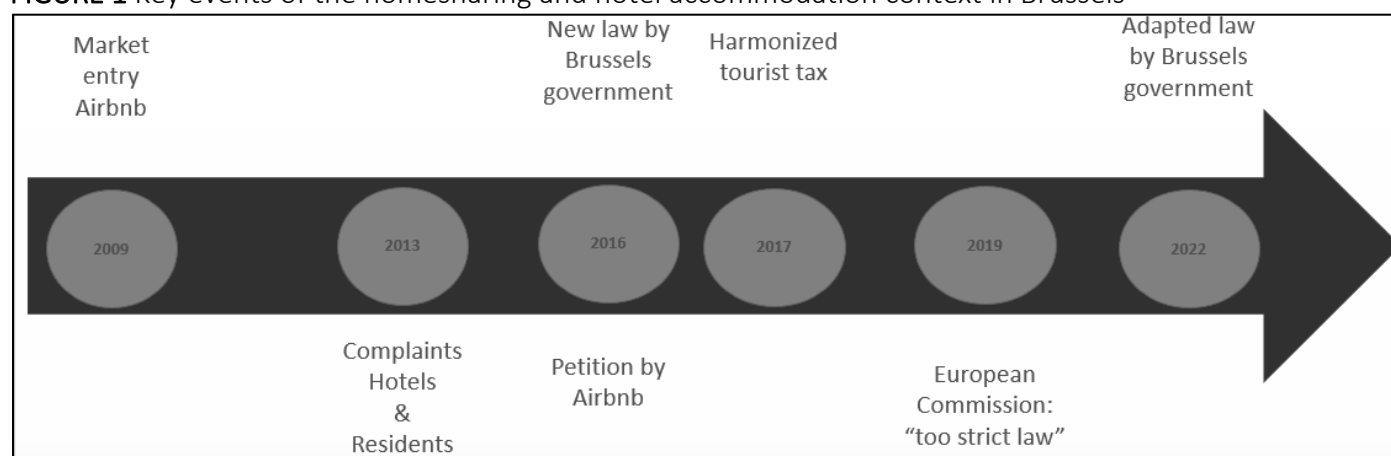 FIGURE 1 Key events of the homesharing and hotel accommodation context in Brussels
Market
entry
Airbnb
New law by
Brussels
government
Harmonized
tourist tax
Adapted law
by Brussels
government
2009
2013
2016
2017
2019
2022
Complaints
Hotels
&
Residents
Petition by
Airbnb
European
Commission:
“too strict law”